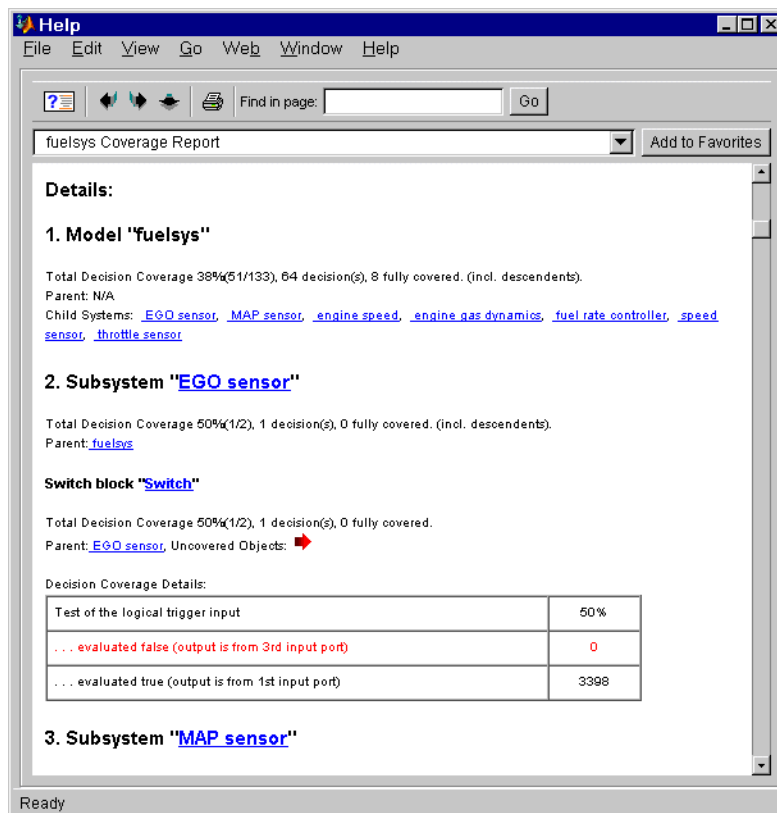 Help
File Edit View Go Web Window Help
Find in page: Go
fuelsys Coverage Report Add to Favorites
Details:
1. Model "fuelsys"
Total Decision Coverage 38%(51/133), 64 decision(s), 8 fully covered. (incl. descendents).
Parent: N/A
Child Systems: EGO sensor, MAP sensor, engine speed, engine gas dynamics, fuel rate controller, speed
sensor, throttle sensor
2. Subsystem "EGO sensor"
Total Decision Coverage 50%(1/2), 1 decision(s), 0 fully covered. (incl. descendents).
Parent: fuelsys
Switch block "Switch"
Total Decision Coverage 50%(1/2), 1 decision(s), 0 fully covered.
Parent: EGO sensor, Uncovered Objects:
Decision Coverage Details:
Test of the logical trigger input 50%
. . . evaluated false (output is from 3rd input port) 0
. . . evaluated true (output is from 1st input port) 3398
3. Subsystem "MAP sensor"
Ready